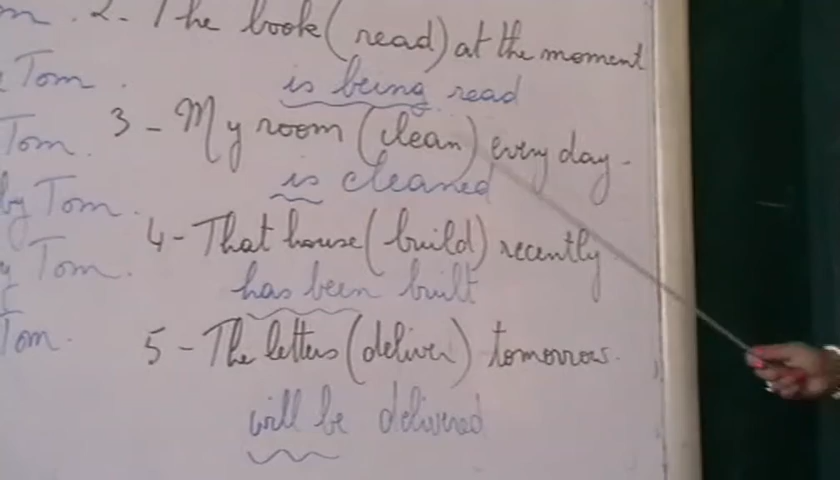 m. 2- The book (read) at the moment
Tom.
is being read
Tom. 3 - My room (clean) every day.
is cleaned
by Tom.
4 - That house (build) recently
y Tom.
has been built
Tom. 5 - The letters (deliver) tomorrow.
will be delivered